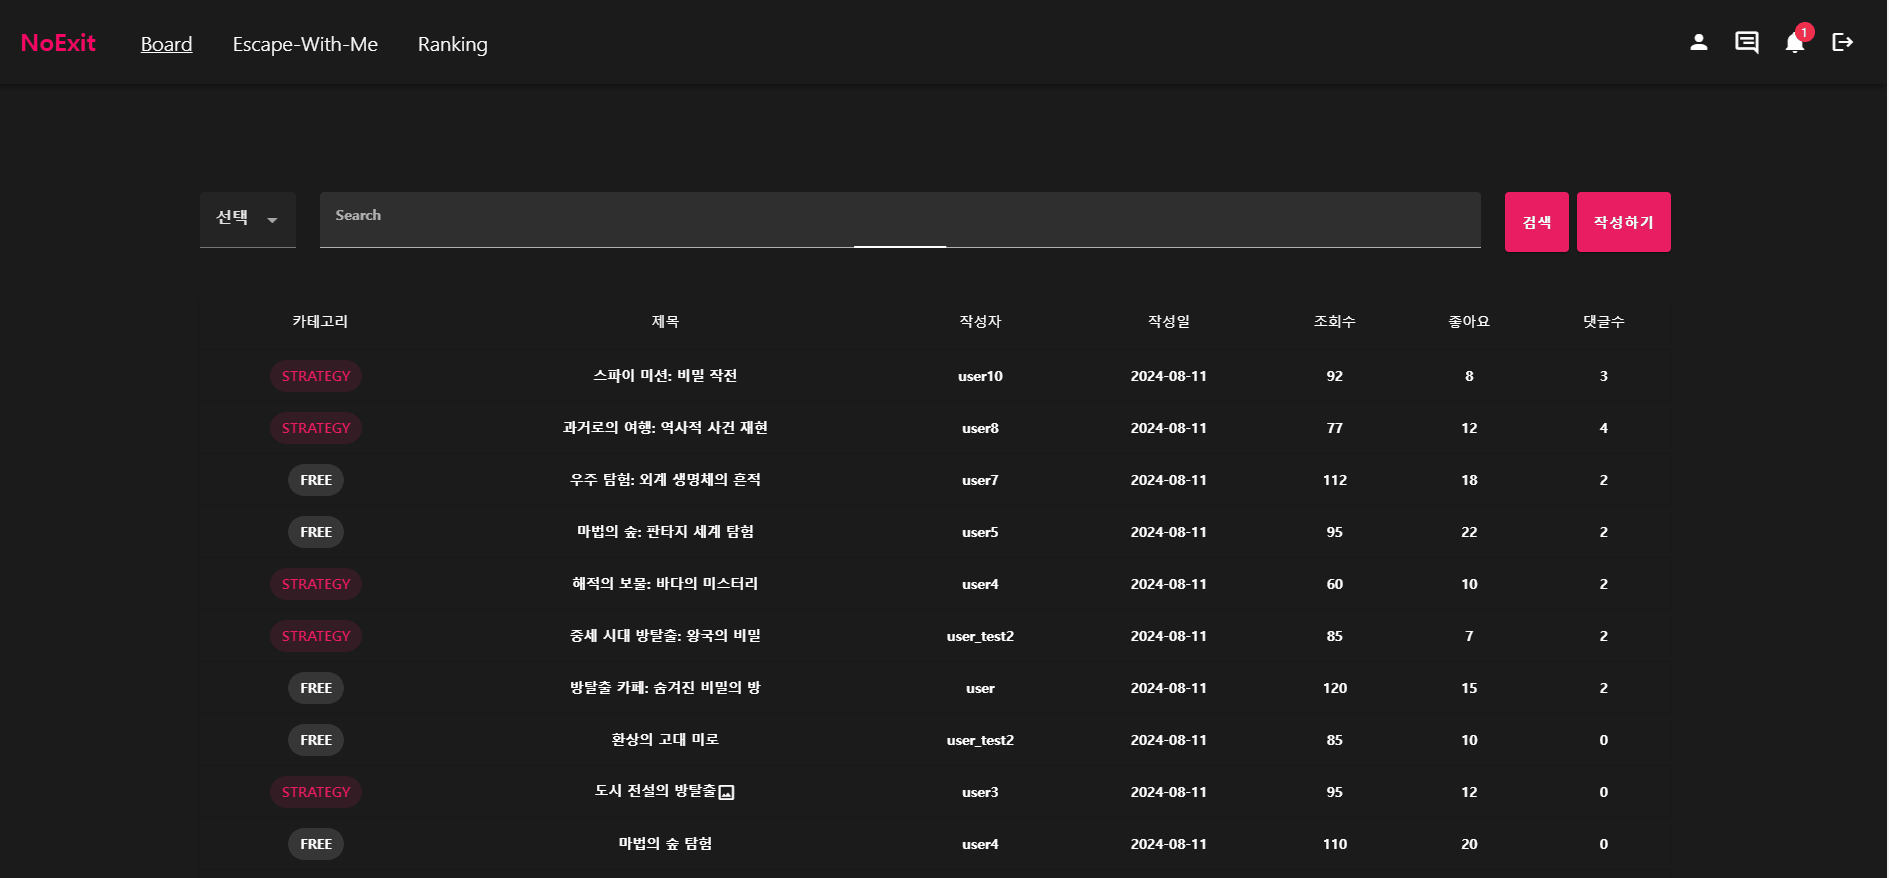 NoExit Board Escape-With-Me Ranking 1
선택 Search 검색 작성하기
카테고리 제목 작성자 작성일 조회수 좋아요 댓글수
STRATEGY 스파이 미션: 비밀 작전 user10 2024-08-11 92 8 3
STRATEGY 과거로의 여행: 역사적 사건 재현 user8 2024-08-11 77 12 4
FREE 우주 탐험: 외계 생명체의 흔적 user7 2024-08-11 112 18 2
FREE 마법의 숲: 판타지 세계 탐험 user5 2024-08-11 95 22 2
STRATEGY 해적의 보물: 바다의 미스터리 user4 2024-08-11 60 10 2
STRATEGY 중세 시대 방탈출: 왕국의 비밀 user_test2 2024-08-11 85 7 2
FREE 방탈출 카페: 숨겨진 비밀의 방 user 2024-08-11 120 15 2
FREE 환상의 고대 미로 user_test2 2024-08-11 85 10 0
STRATEGY 도시 전설의 방탈출 user3 2024-08-11 95 12 0
FREE 마법의 숲 탐험 user4 2024-08-11 110 20 0